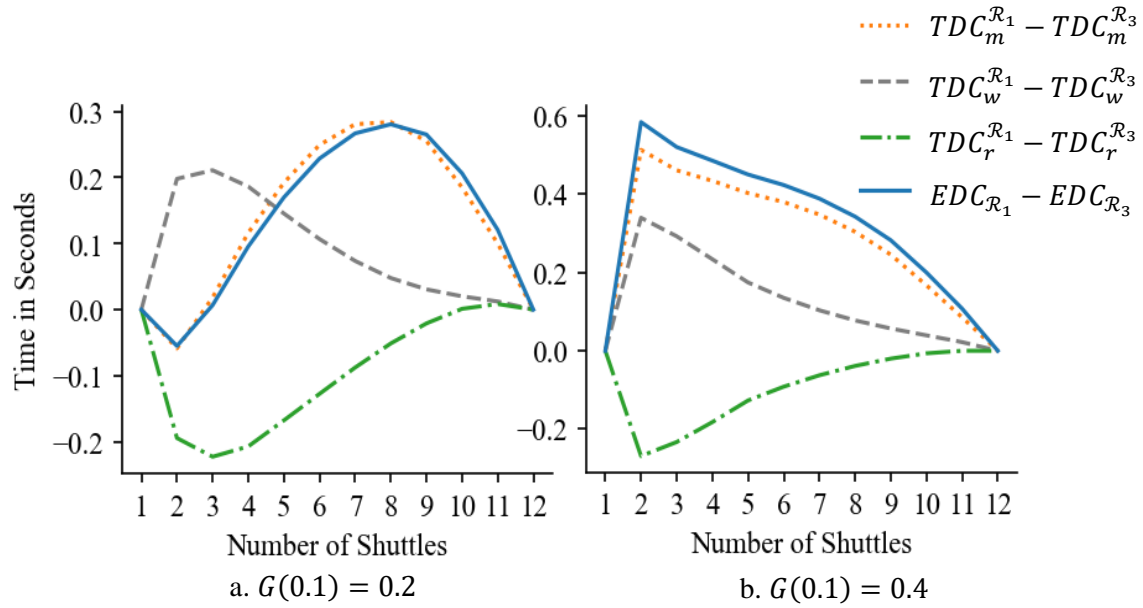 TDC_m^{ℛ_1} − TDC_m^{ℛ_3}
TDC_w^{ℛ_1} − TDC_w^{ℛ_3}
TDC_r^{ℛ_1} − TDC_r^{ℛ_3}
EDC_{ℛ_1} − EDC_{ℛ_3}
Time in Seconds
0.3
0.2
0.1
0.0
−0.1
−0.2
1 2 3 4 5 6 7 8 9 10 11 12
Number of Shuttles
a. G(0.1) = 0.2
0.6
0.4
0.2
0.0
−0.2
1 2 3 4 5 6 7 8 9 10 11 12
Number of Shuttles
b. G(0.1) = 0.4